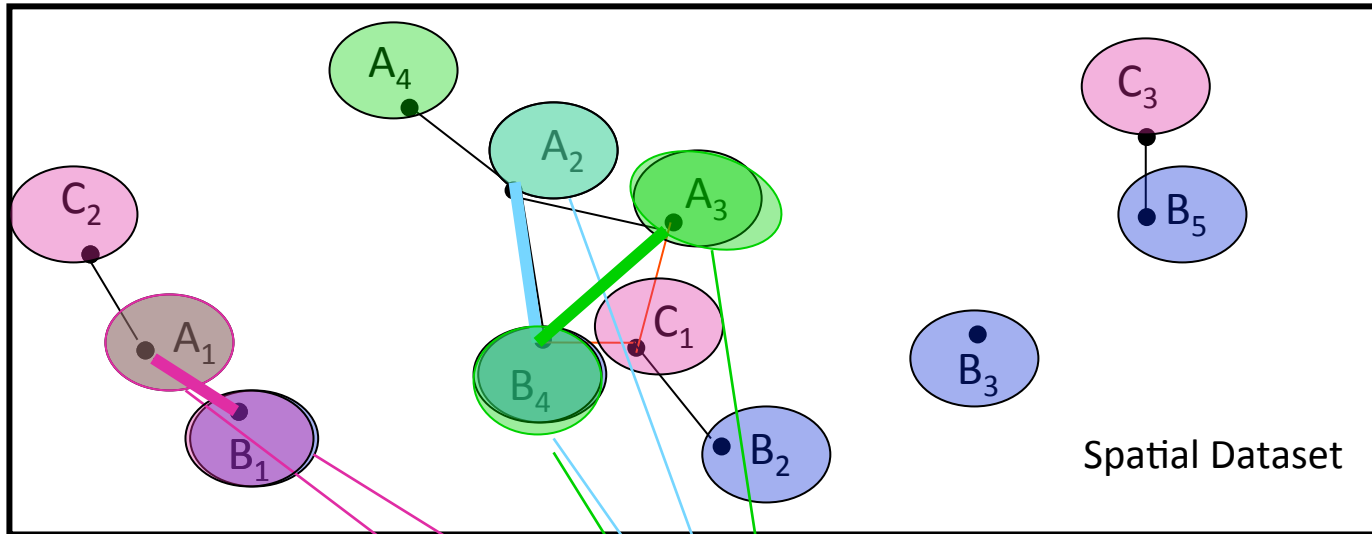 A₄
C₃
A₂
A₃
C₂
B₅
C₁
A₁
B₃
B₄
B₁
B₂
Spatial Dataset